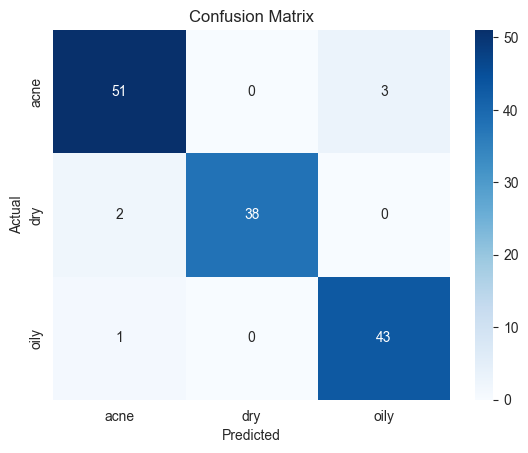 Confusion Matrix
Actual
acne
dry
oily
51 0 3
2 38 0
1 0 43
acne dry oily
Predicted
50
40
30
20
10
0